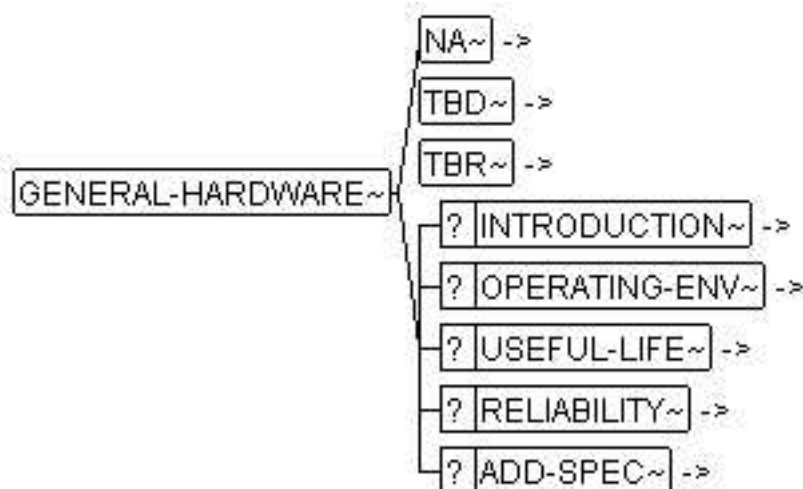 NA~ ->
TBD~ ->
TBR~ ->
GENERAL-HARDWARE~
? INTRODUCTION~ ->
? OPERATING-ENV~ ->
? USEFUL-LIFE~ ->
? RELIABILITY~ ->
? ADD-SPEC~ ->